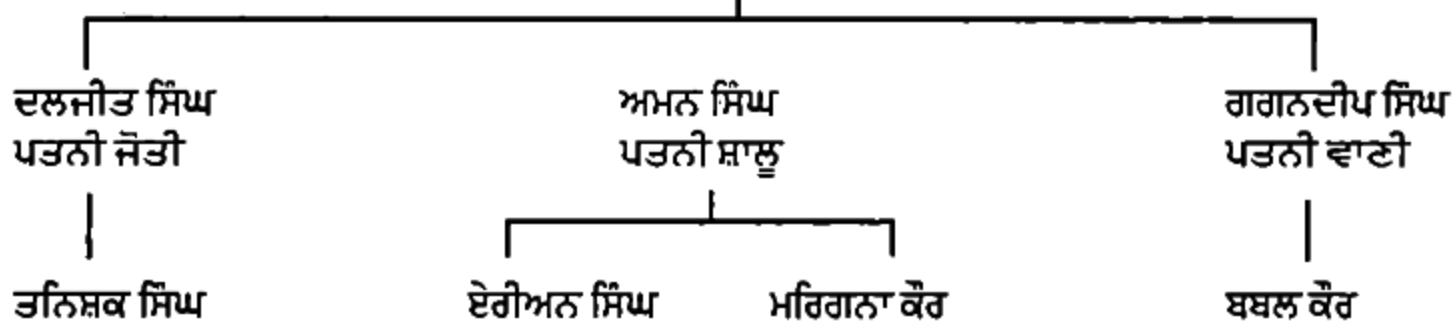 ਦਲਜੀਤ ਸਿੰਘ
ਪਤਨੀ ਜੋਤੀ
ਅਮਨ ਸਿੰਘ
ਪਤਨੀ ਸ਼ਾਲੂ
ਗਗਨਦੀਪ ਸਿੰਘ
ਪਤਨੀ ਵਾਣੀ
ਤਨਿਸ਼ਕ ਸਿੰਘ
ਏਰੀਅਨ ਸਿੰਘ
ਮਰਿਗਨਾ ਕੌਰ
ਬਬਲ ਕੌਰ